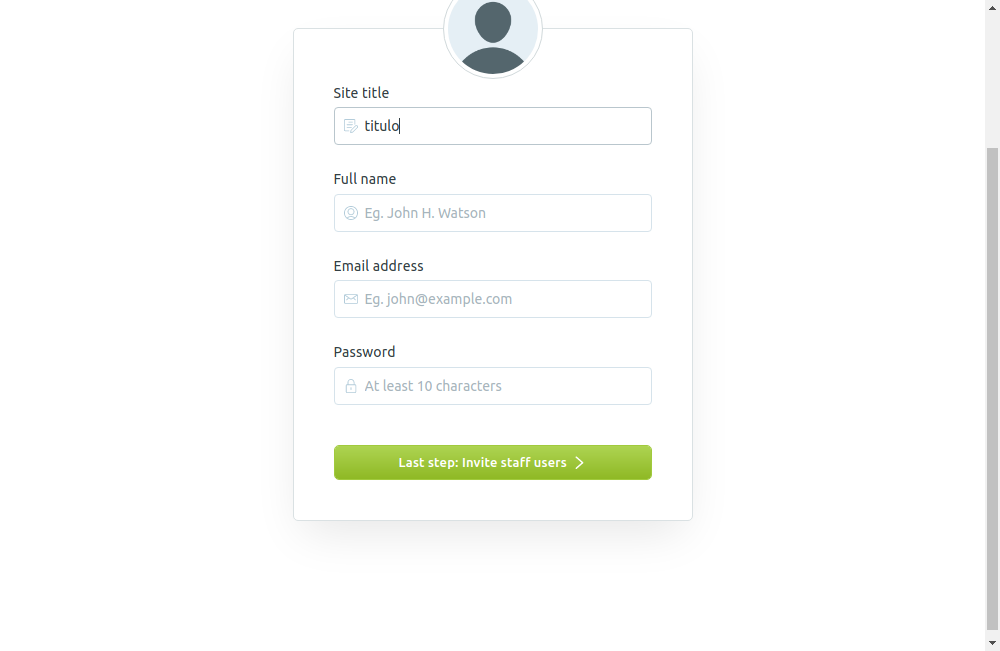 Site title
titulo
Full name
Eg. John H. Watson
Email address
Eg. john@example.com
Password
At least 10 characters
Last step: Invite staff users